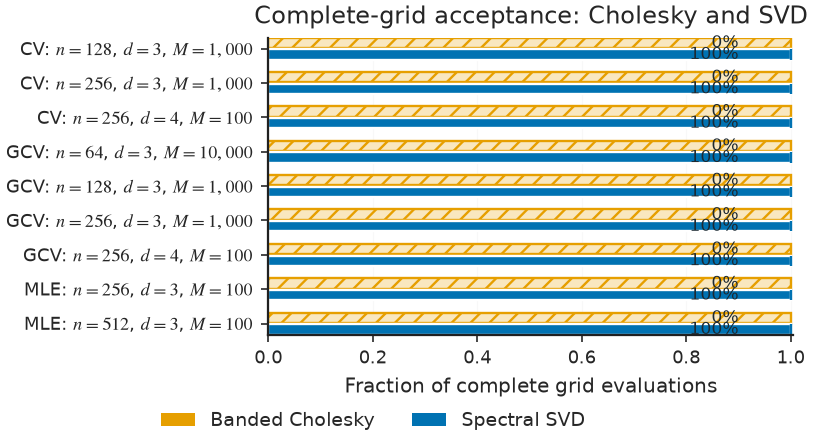 Complete-grid acceptance: Cholesky and SVD
CV: n = 128, d = 3, M = 1, 000
0%
100%
CV: n = 256, d = 3, M = 1, 000
0%
100%
CV: n = 256, d = 4, M = 100
0%
100%
GCV: n = 64, d = 3, M = 10, 000
0%
100%
GCV: n = 128, d = 3, M = 1, 000
0%
100%
GCV: n = 256, d = 3, M = 1, 000
0%
100%
GCV: n = 256, d = 4, M = 100
0%
100%
MLE: n = 256, d = 3, M = 100
0%
100%
MLE: n = 512, d = 3, M = 100
0%
100%
0.0 0.2 0.4 0.6 0.8 1.0
Fraction of complete grid evaluations
Banded Cholesky Spectral SVD